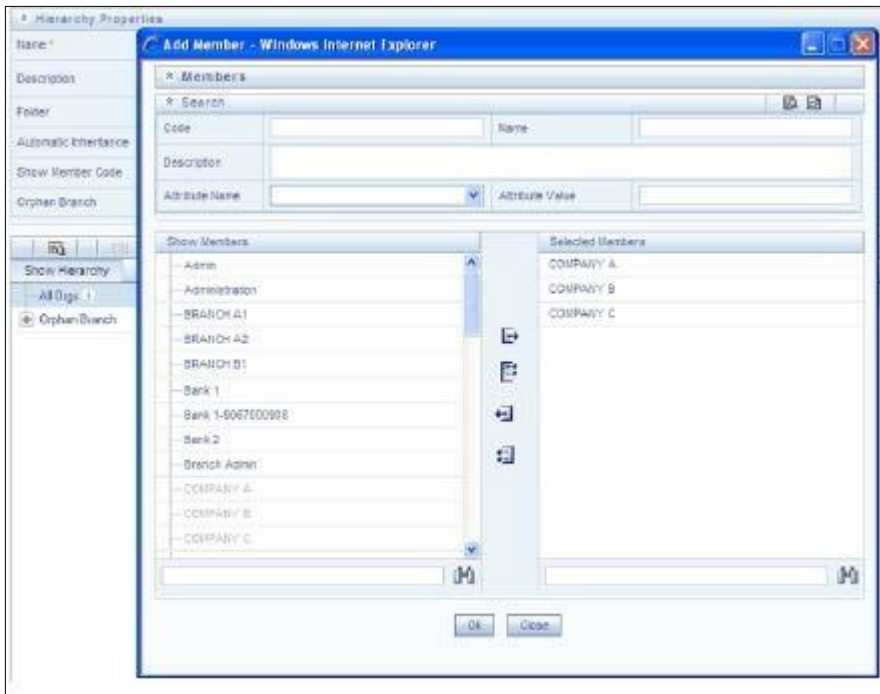 Hierarchy Properties
Name *
Description
Folder
Automatic Inheritance
Show Member Code
Orphan Branch
Show Hierarchy
All Orgs
Orphan Branch
Add Member - Windows Internet Explorer
Members
Search
Code
Name
Description
Attribute Name
Attribute Value
Show Members
Admin
Administration
BRANCH A1
BRANCH A2
BRANCH B1
Bank 1
Bank 1-9067600908
Bank 2
Branch Admin
COMPANY A
COMPANY B
COMPANY C
Selected Members
COMPANY A
COMPANY B
COMPANY C
Ok
Close